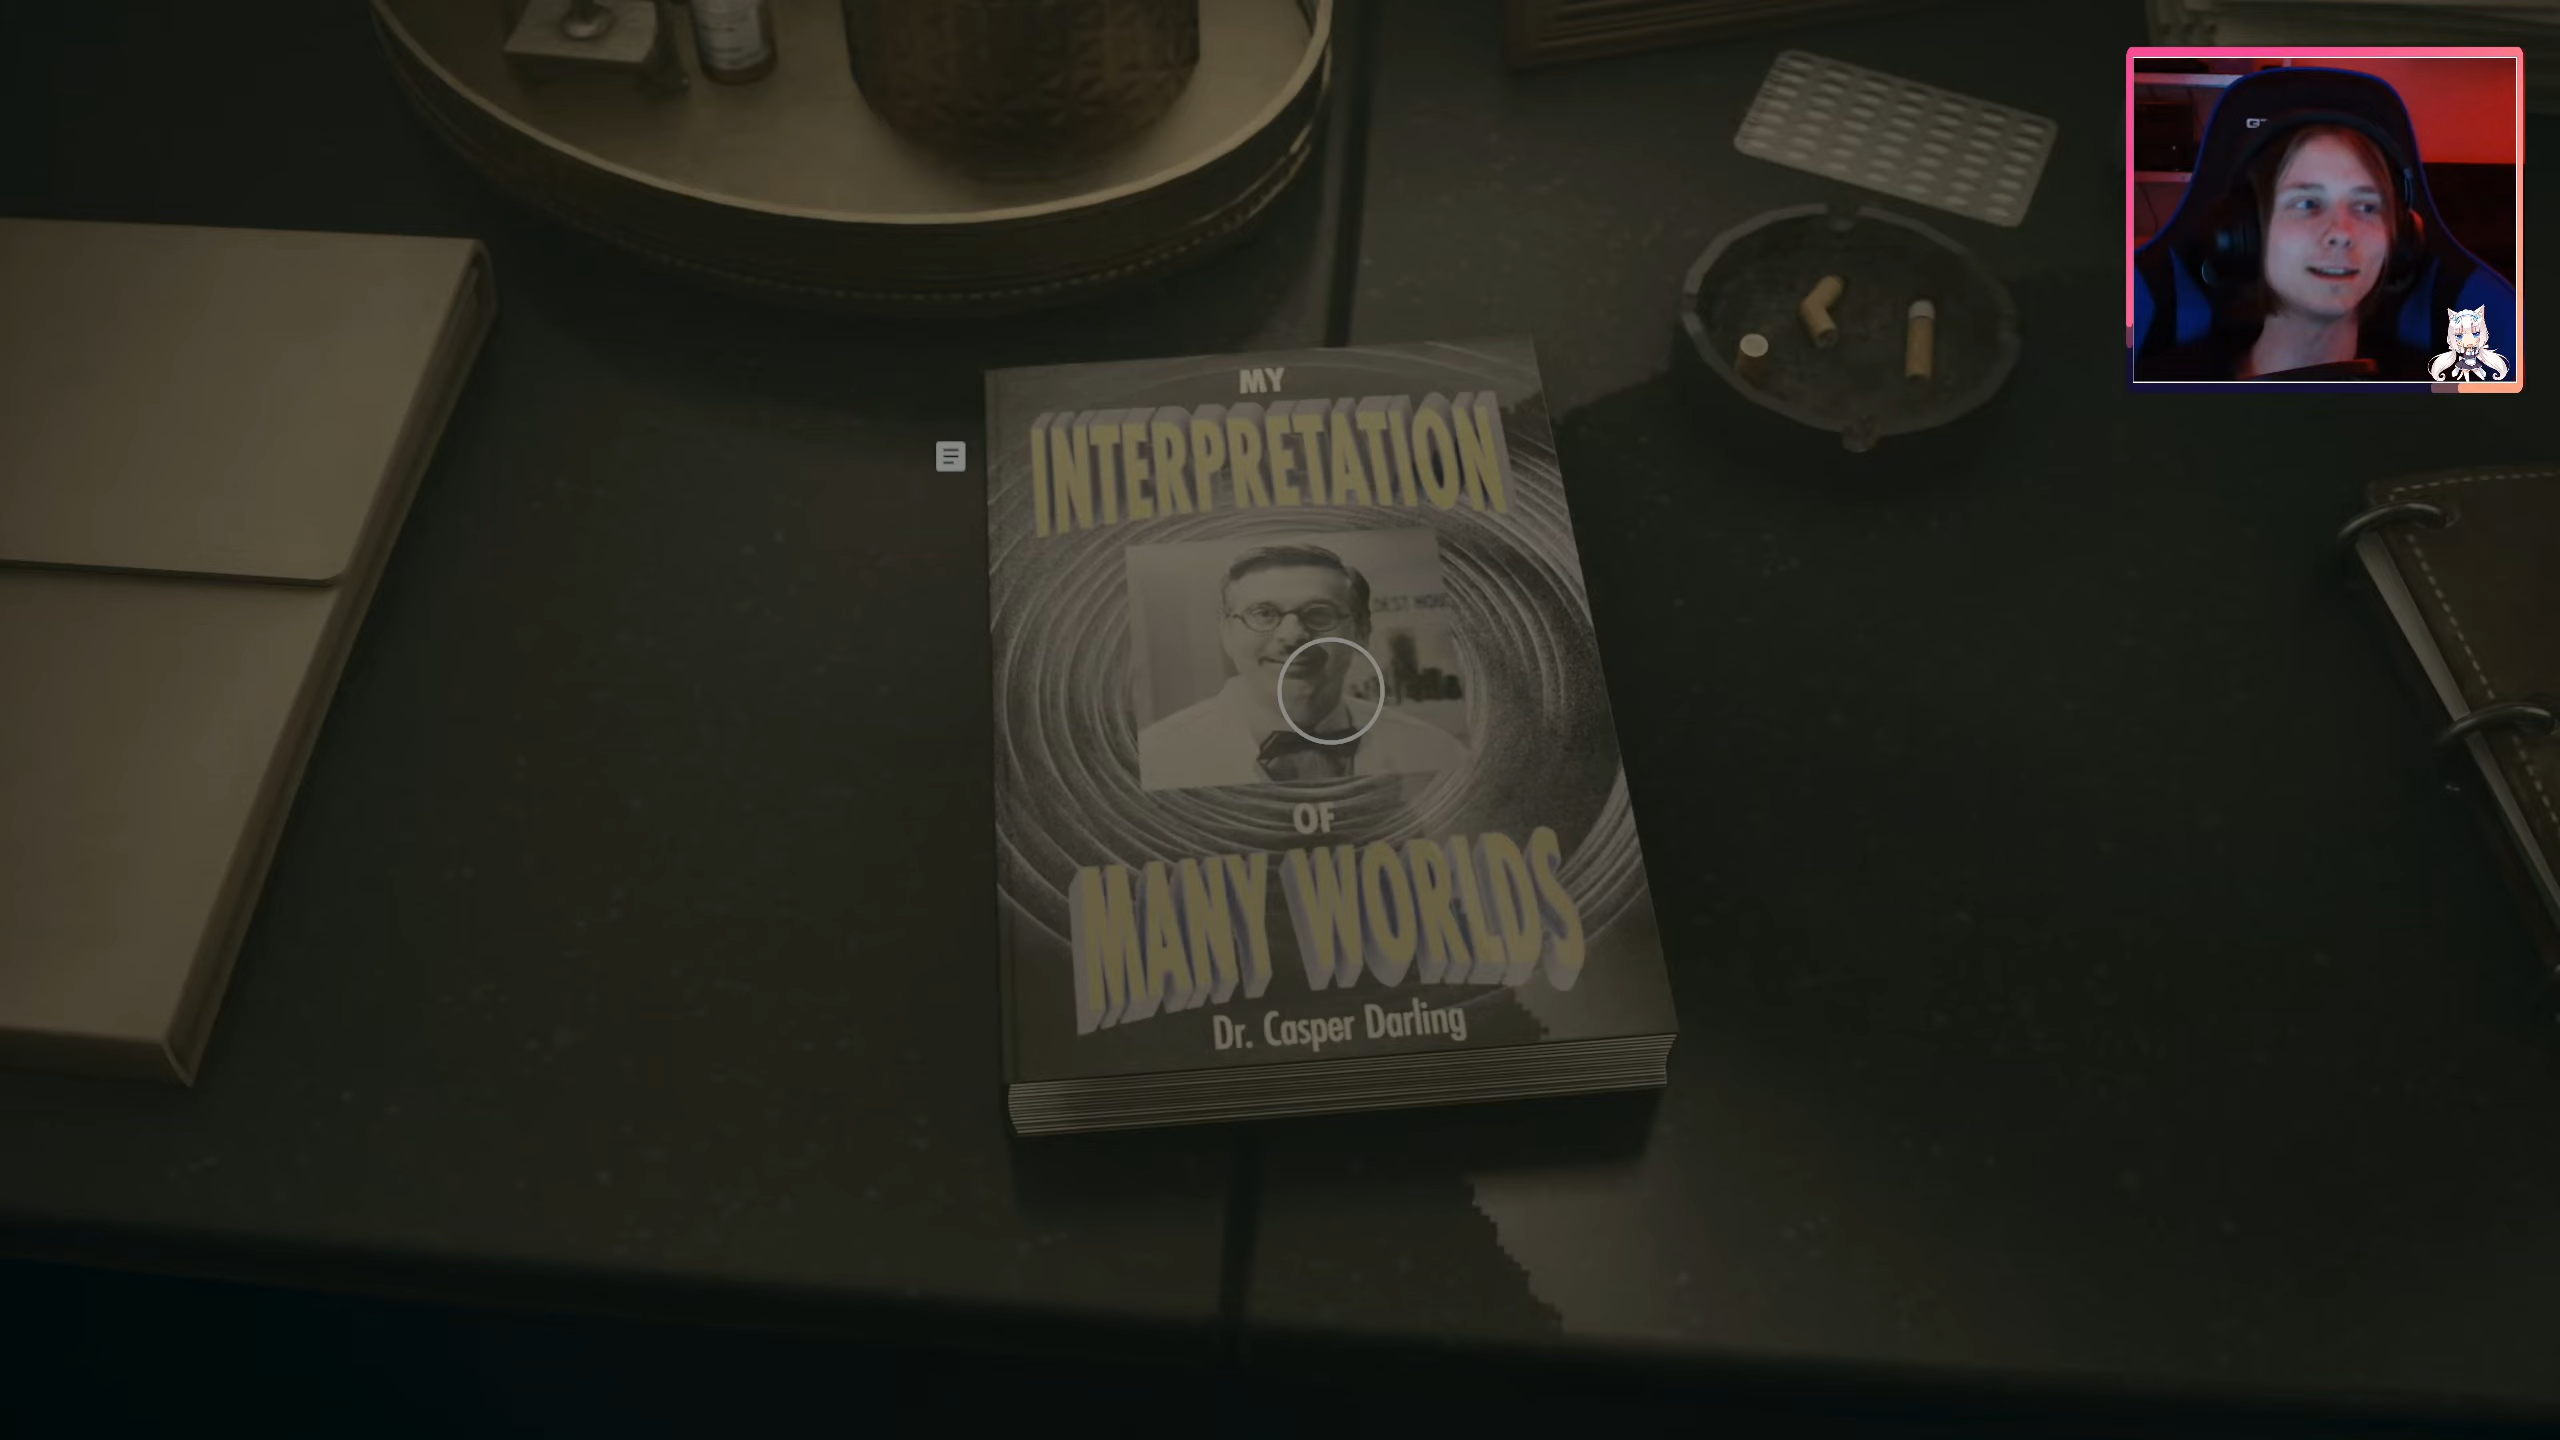 MY
INTERPRETATION
OF
MANY WORLDS
Dr. Casper Darling